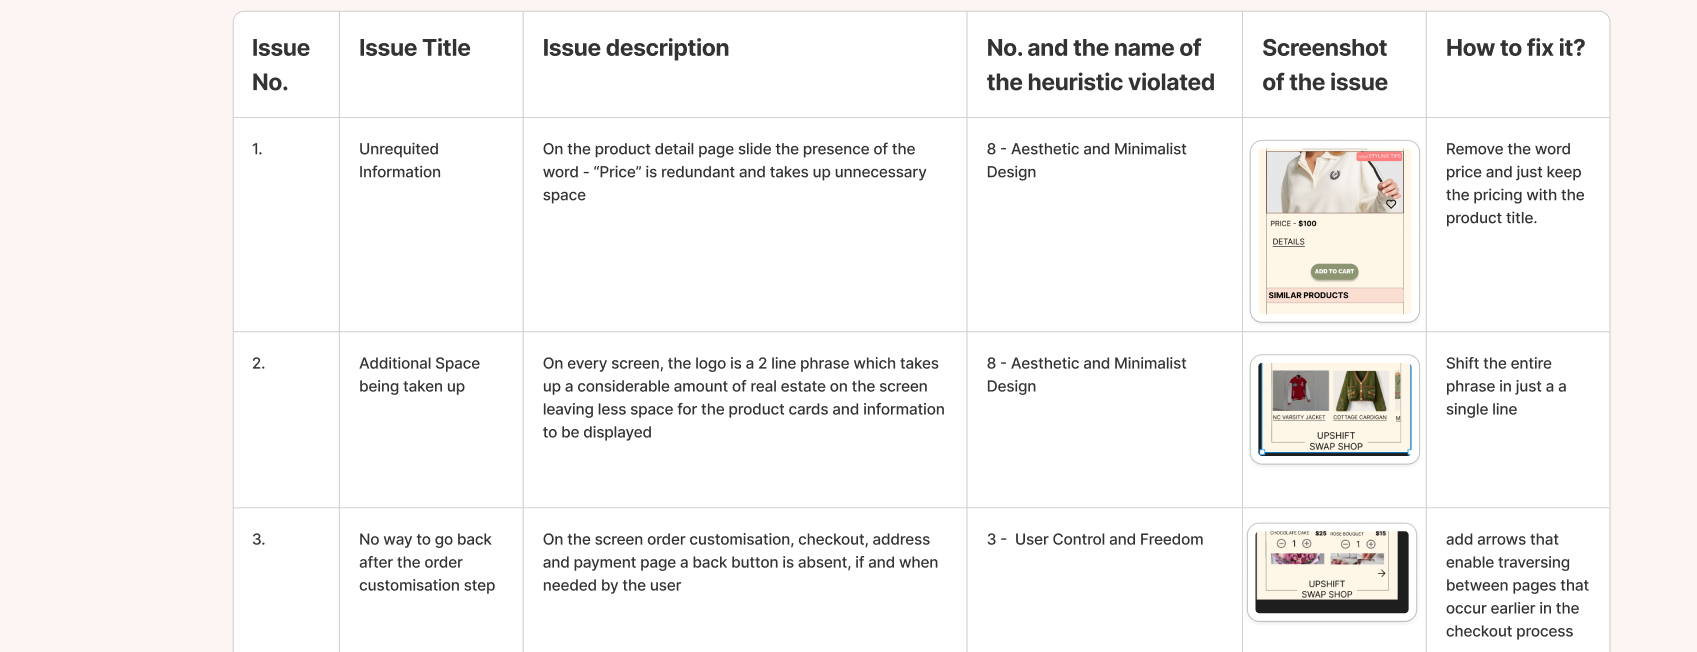 Issue No.
Issue Title
Issue description
No. and the name of the heuristic violated
Screenshot of the issue
How to fix it?
1.
Unrequited
Information
On the product detail page slide the presence of the
word - “Price” is redundant and takes up unnecessary
space
8 - Aesthetic and Minimalist
Design
STYLING TIPS
PRICE - $100
DETAILS
ADD TO CART
SIMILAR PRODUCTS
Remove the word
price and just keep
the pricing with the
product title.
2.
Additional Space
being taken up
On every screen, the logo is a 2 line phrase which takes
up a considerable amount of real estate on the screen
leaving less space for the product cards and information
to be displayed
8 - Aesthetic and Minimalist
Design
NC VARSITY JACKET COTTAGE CARDIGAN M
UPSHIFT
SWAP SHOP
Shift the entire
phrase in just a a
single line
3.
No way to go back
after the order
customisation step
On the screen order customisation, checkout, address
and payment page a back button is absent, if and when
needed by the user
3 - User Control and Freedom
CHOCOLATE CAKE $25 ROSE BOUQUET $15
1 1
UPSHIFT
SWAP SHOP
add arrows that
enable traversing
between pages that
occur earlier in the
checkout process